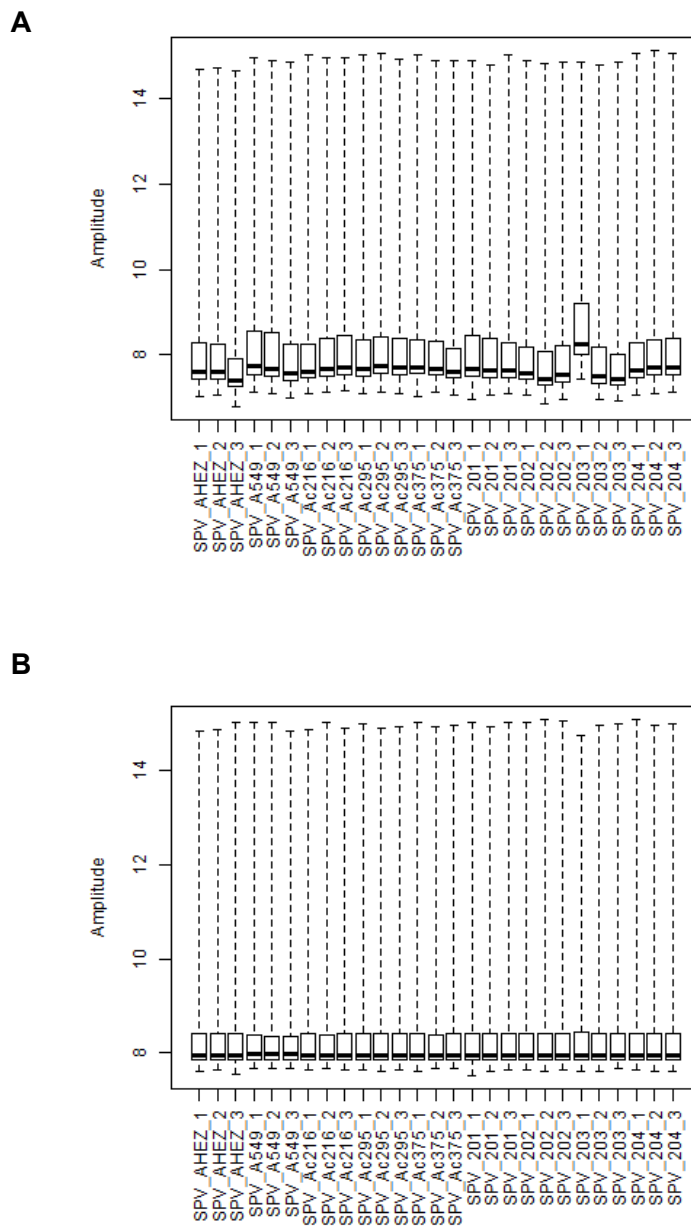 A
Amplitude
14
12
10
8
SPV_AHEZ_1
SPV_AHEZ_2
SPV_AHEZ_3
SPV_A549_1
SPV_A549_2
SPV_A549_3
SPV_Ac216_1
SPV_Ac216_2
SPV_Ac216_3
SPV_Ac295_1
SPV_Ac295_2
SPV_Ac295_3
SPV_Ac375_1
SPV_Ac375_2
SPV_Ac375_3
SPV_201_1
SPV_201_2
SPV_201_3
SPV_202_1
SPV_202_2
SPV_202_3
SPV_203_1
SPV_203_2
SPV_203_3
SPV_204_1
SPV_204_2
SPV_204_3
B
Amplitude
14
12
10
8
SPV_AHEZ_1
SPV_AHEZ_2
SPV_AHEZ_3
SPV_A549_1
SPV_A549_2
SPV_A549_3
SPV_Ac216_1
SPV_Ac216_2
SPV_Ac216_3
SPV_Ac295_1
SPV_Ac295_2
SPV_Ac295_3
SPV_Ac375_1
SPV_Ac375_2
SPV_Ac375_3
SPV_201_1
SPV_201_2
SPV_201_3
SPV_202_1
SPV_202_2
SPV_202_3
SPV_203_1
SPV_203_2
SPV_203_3
SPV_204_1
SPV_204_2
SPV_204_3